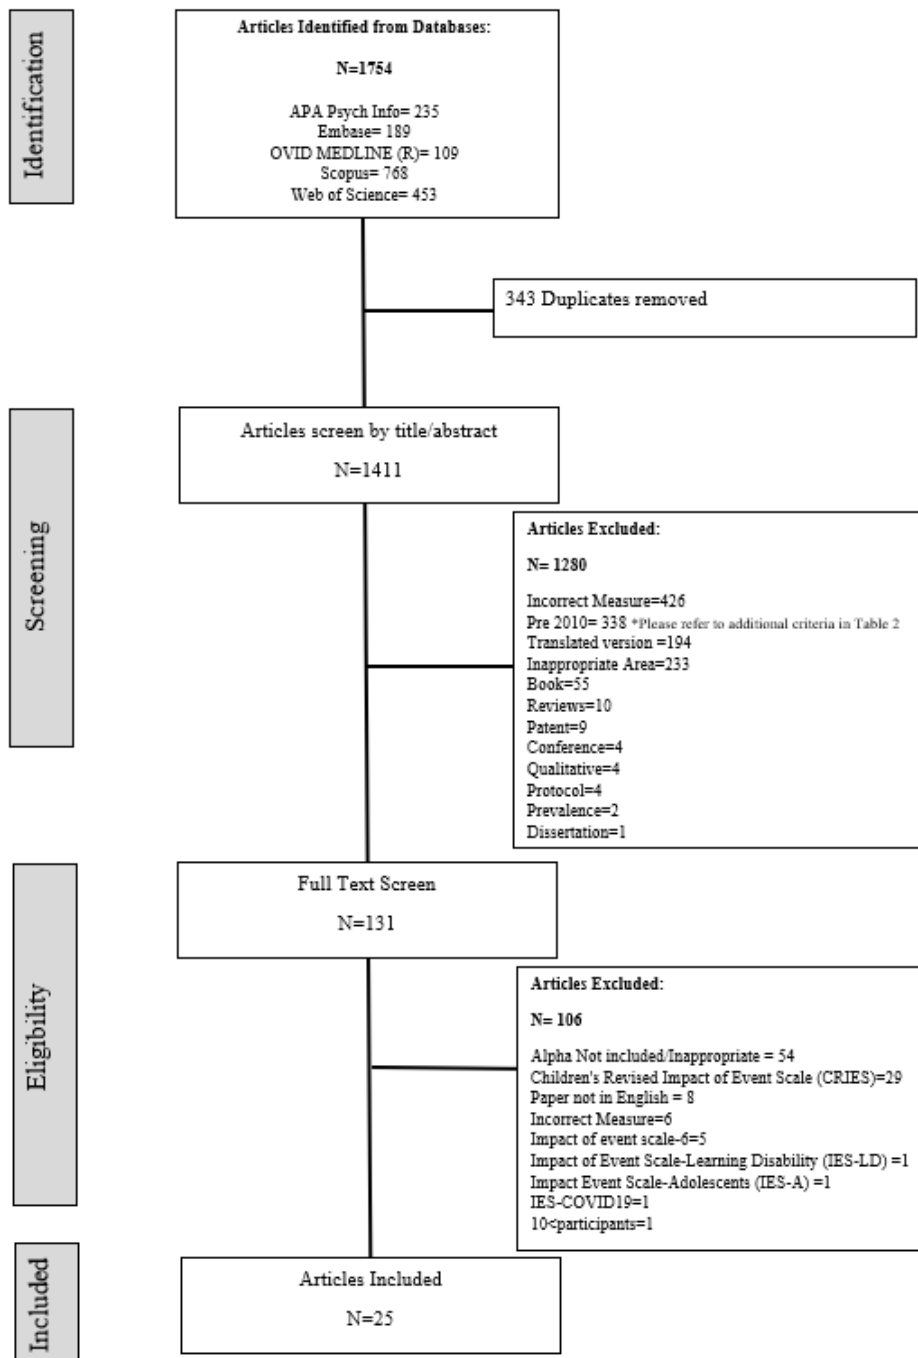 Identification
Articles Identified from Databases:
N=1754
APA Psych Info= 235
Embase= 189
OVID MEDLINE (R)= 109
Scopus= 768
Web of Science= 453
343 Duplicates removed
Screening
Articles screen by title/abstract
N=1411
Articles Excluded:
N= 1280
Incorrect Measure=426
Pre 2010= 338 *Please refer to additional criteria in Table 2
Translated version =194
Inappropriate Area=233
Book=55
Reviews=10
Patent=9
Conference=4
Qualitative=4
Protocol=4
Prevalence=2
Dissertation=1
Eligibility
Full Text Screen
N=131
Articles Excluded:
N= 106
Alpha Not included/Inappropriate = 54
Children's Revised Impact of Event Scale (CRIES)=29
Paper not in English = 8
Incorrect Measure=6
Impact of event scale-6=5
Impact of Event Scale-Learning Disability (IES-LD) =1
Impact Event Scale-Adolescents (IES-A) =1
IES-COVID19=1
10<participants=1
Included
Articles Included
N=25